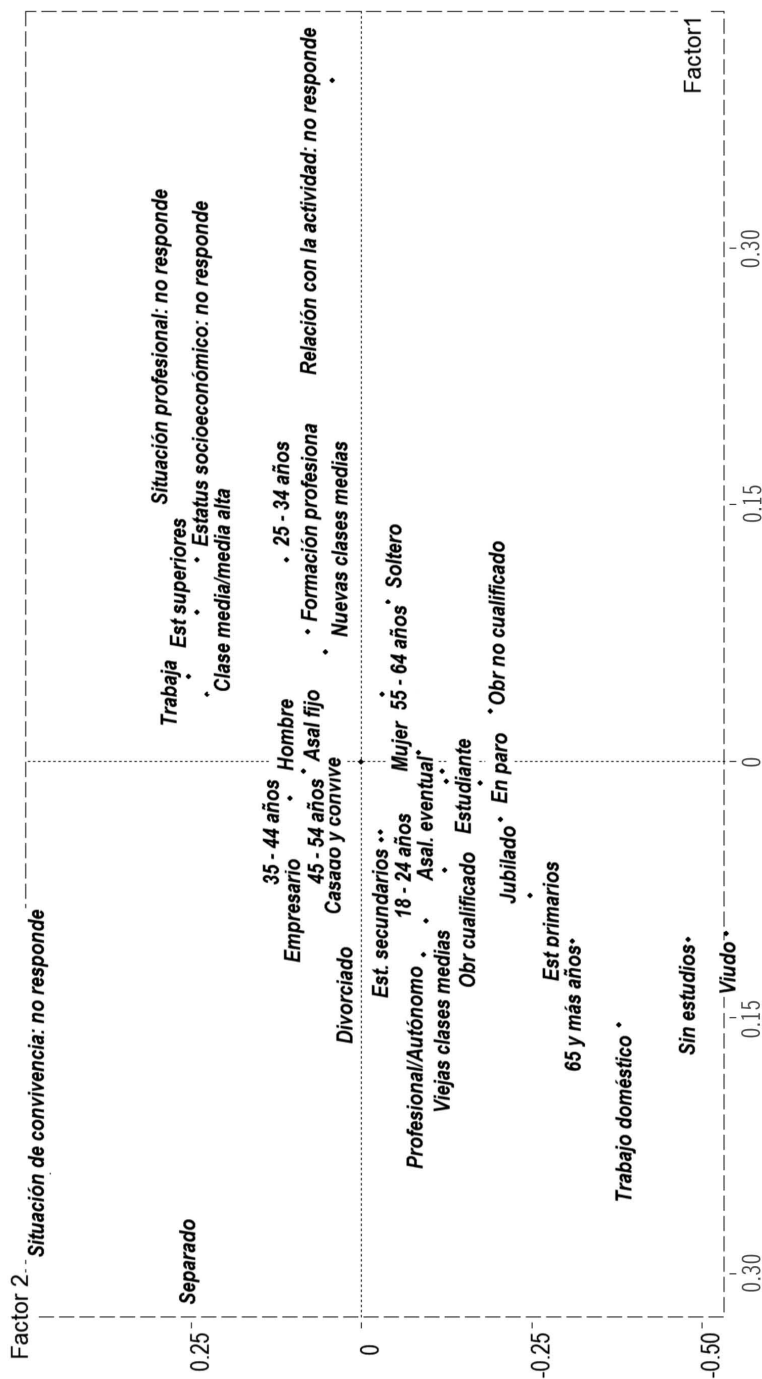 Factor 2
Situación de convivencia: no responde
Separado
Situación profesional: no responde
Trabaja
Est superiores
Estatus socioeconómico: no responde
Clase media/media alta
35 - 44 años
Hombre
25 - 34 años
Empresario
Asal fijo
Formación profesiona
Relación con la actividad: no responde
45 - 54 años
Casado y convive
Nuevas clases medias
Divorciado
Est. secundarios
Mujer
55 - 64 años
Soltero
18 - 24 años
Asal. eventual
Profesional/Autónomo
Viejas clases medias
Obr cualificado
Estudiante
Obr no cualificado
En paro
Jubilado
Est primarios
65 y más años
Trabajo doméstico
Sin estudios
Viudo
Factor1
0.25
0
-0.25
-0.50
0.30
0.15
0
0.15
0.30